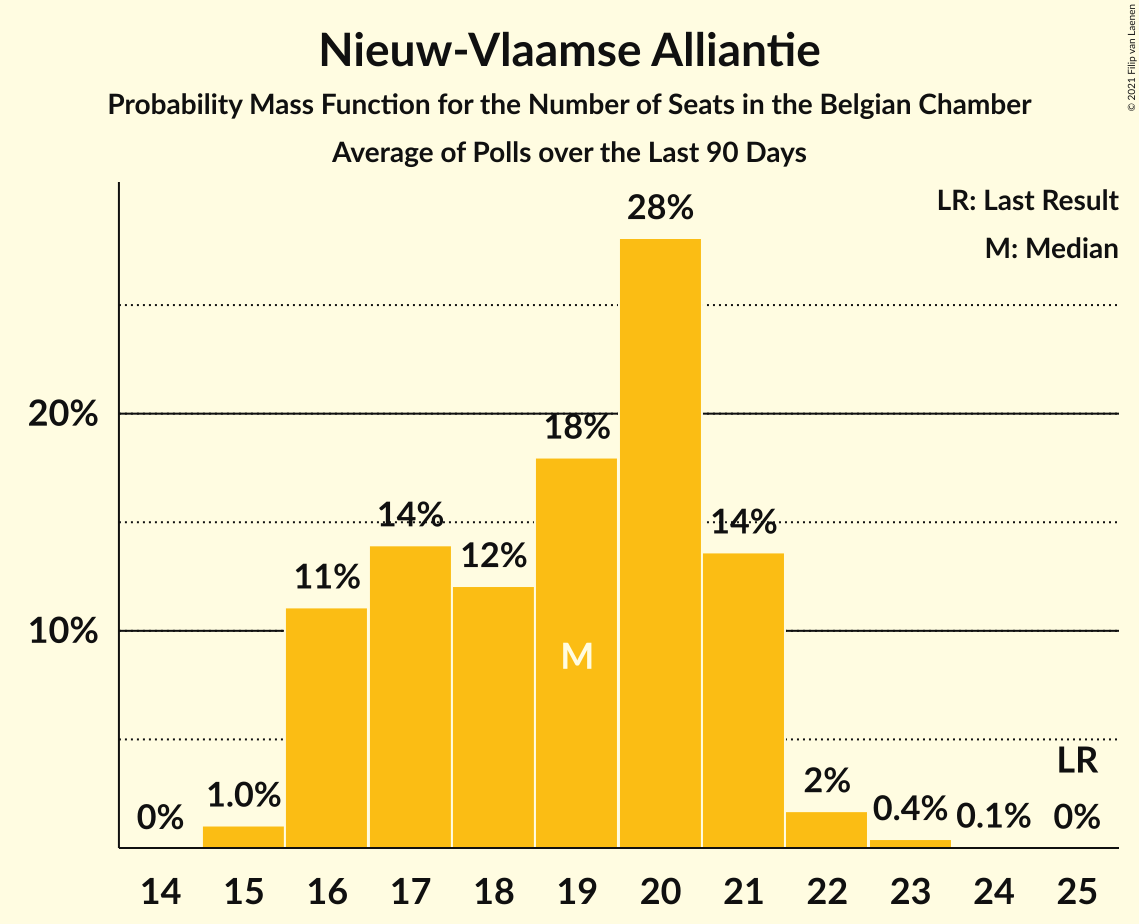 Nieuw-Vlaamse Alliantie
Probability Mass Function for the Number of Seats in the Belgian Chamber
Average of Polls over the Last 90 Days
© 2021 Filip van Laenen
LR: Last Result
M: Median
28%
20%
18%
14%
14%
12%
11%
10%
M
LR
2%
1.0%
0.4%
0.1%
0%
0%
14 15 16 17 18 19 20 21 22 23 24 25